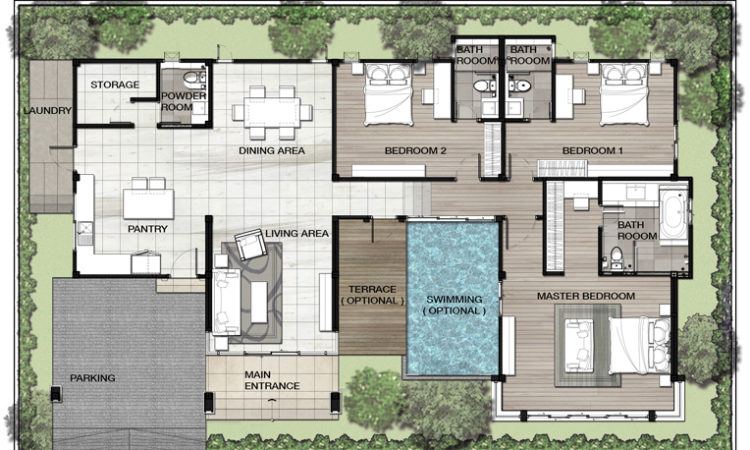 BATH
ROOOM
BATH
ROOOM
STORAGE
POWDER
ROOM
LAUNDRY
DINING AREA
BEDROOM 2
BEDROOM 1
PANTRY
LIVING AREA
BATH
ROOOM
TERRACE
( OPTIONAL )
SWIMMING
( OPTIONAL )
MASTER BEDROOM
PARKING
MAIN
ENTRANCE